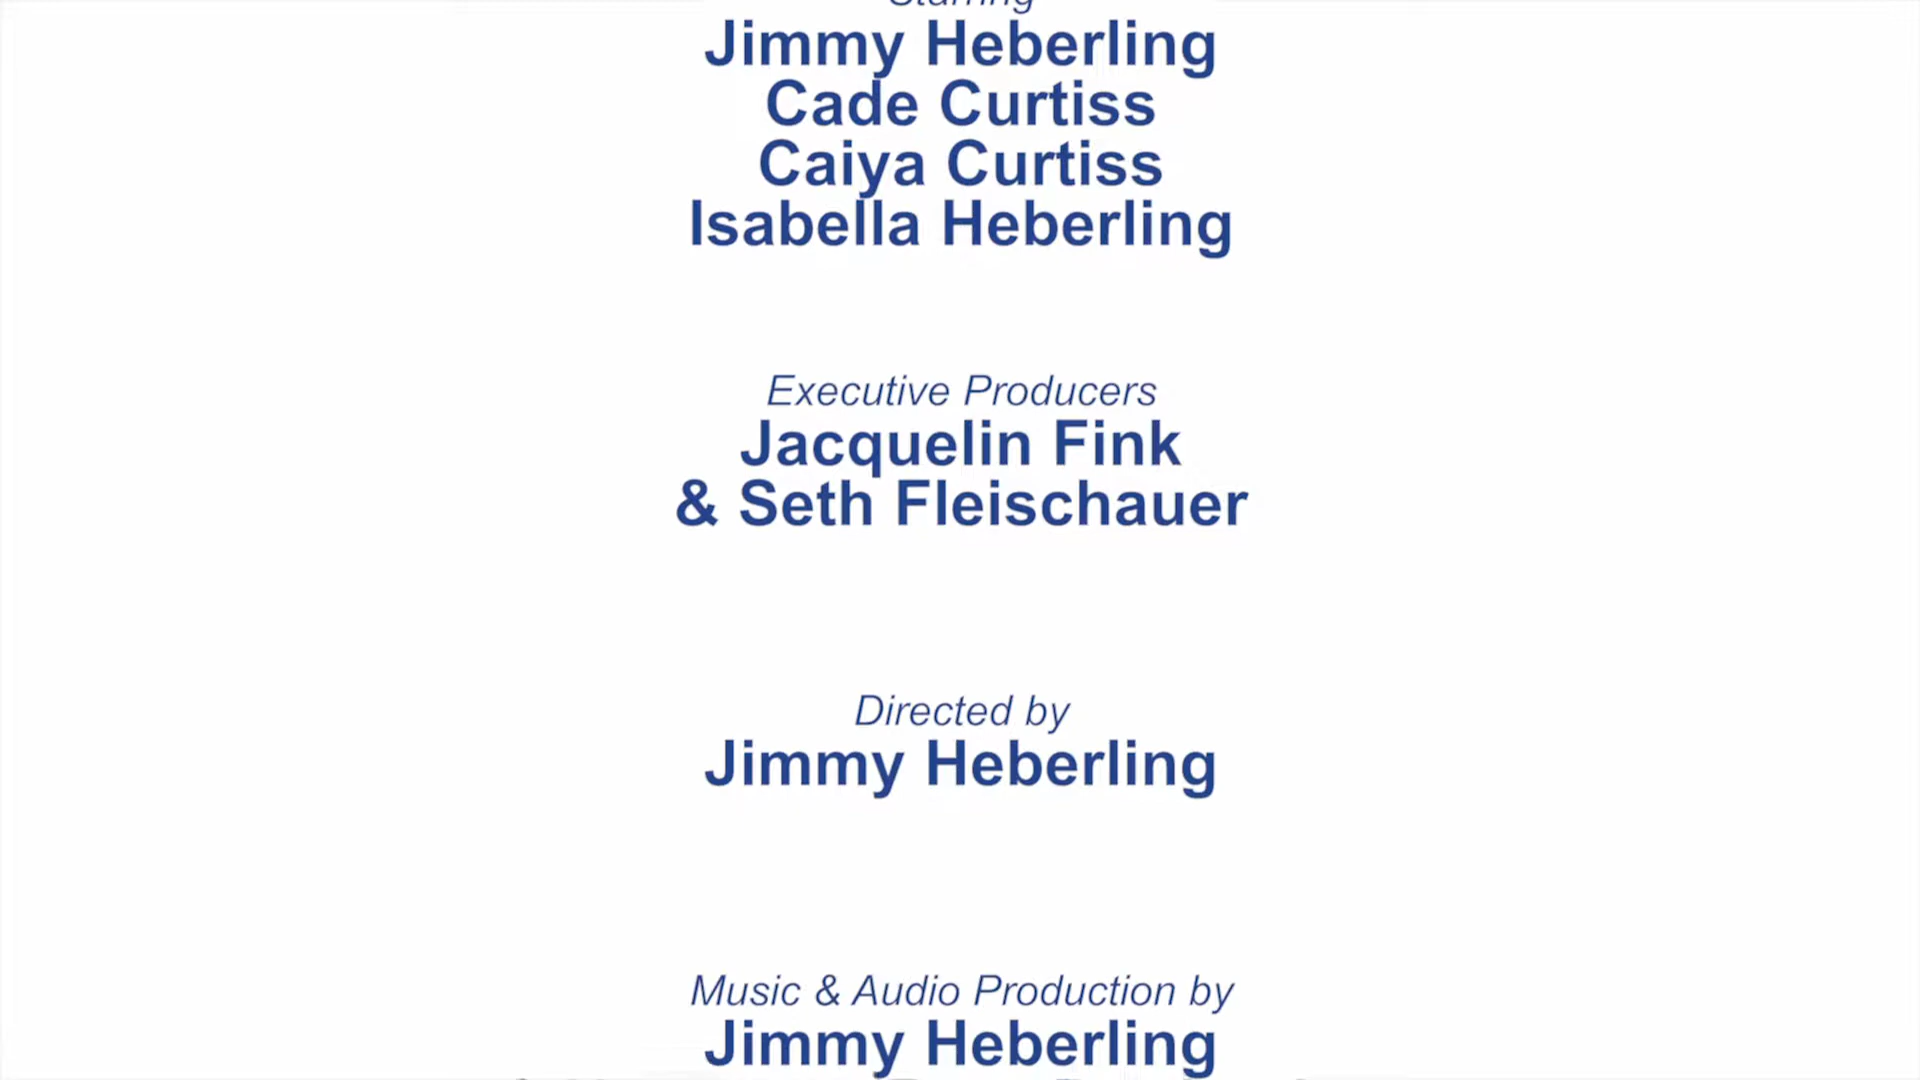 Starring
Jimmy Heberling
Cade Curtiss
Caiya Curtiss
Isabella Heberling
Executive Producers
Jacquelin Fink
& Seth Fleischauer
Directed by
Jimmy Heberling
Music & Audio Production by
Jimmy Heberling